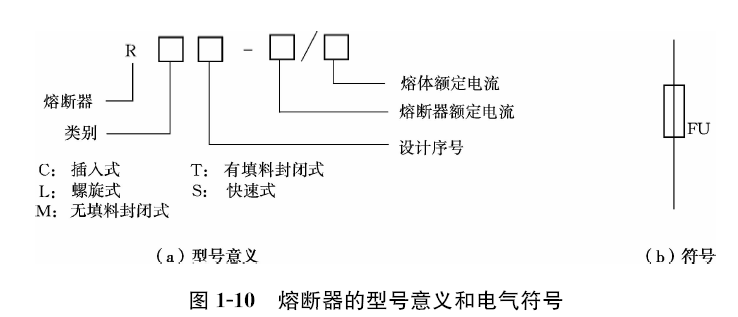 R □ □ - □ / □
熔体额定电流
熔断器
熔断器额定电流
类别
设计序号
C： 插入式 T： 有填料封闭式
L： 螺旋式 S： 快速式
M： 无填料封闭式
FU
（a）型号意义
（b）符号
图 1-10 熔断器的型号意义和电气符号